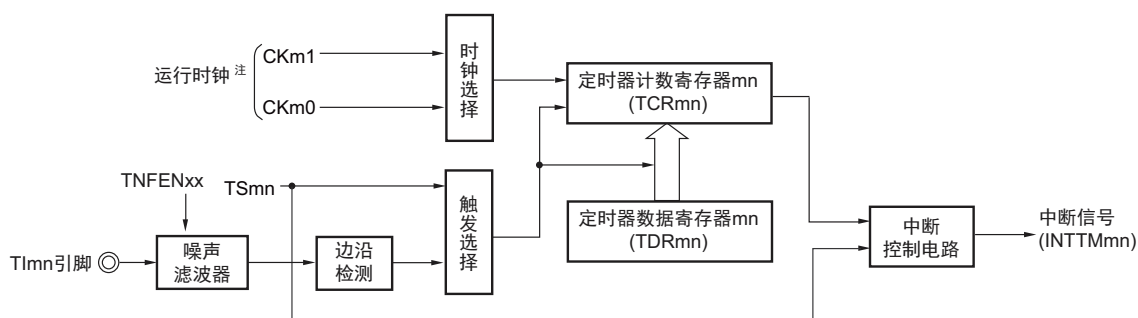 运行时钟 注
CKm1
CKm0
时钟选择
定时器计数寄存器mn
(TCRmn)
TNFENxx
TSmn
触发选择
定时器数据寄存器mn
(TDRmn)
TImn引脚
噪声
滤波器
边沿
检测
中断
控制电路
中断信号
(INTTMmn)